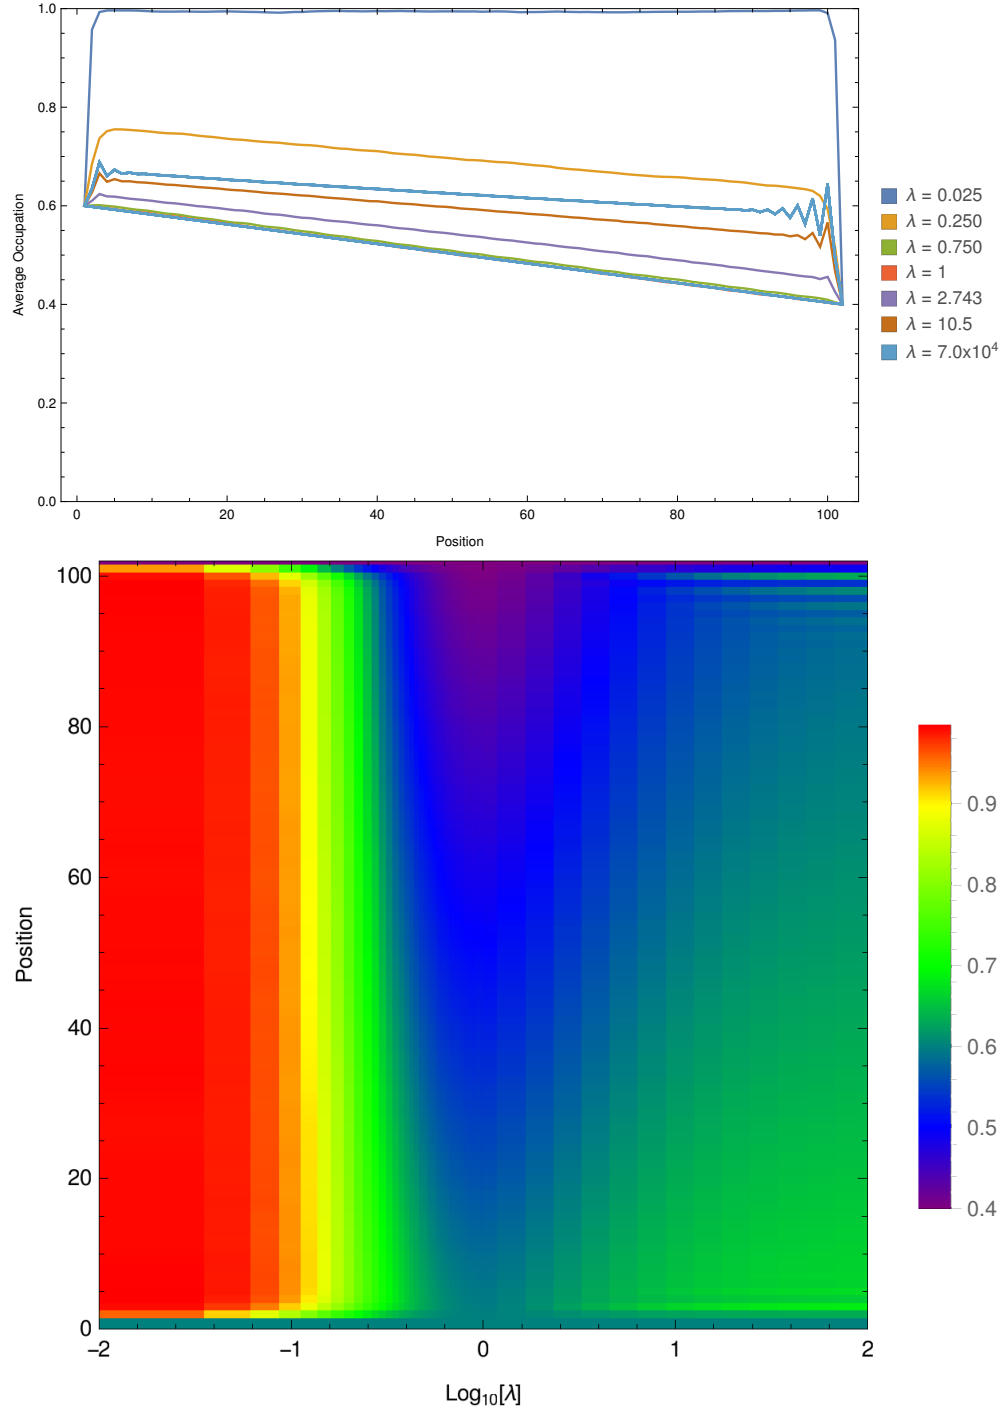 1.0
0.8
0.6
0.4
0.2
0.0
Average Occupation
0 20 40 60 80 100
Position
λ = 0.025
λ = 0.250
λ = 0.750
λ = 1
λ = 2.743
λ = 10.5
λ = 7.0x10⁴
100
80
60
40
20
0
Position
−2 −1 0 1 2
Log₁₀[λ]
0.9
0.8
0.7
0.6
0.5
0.4